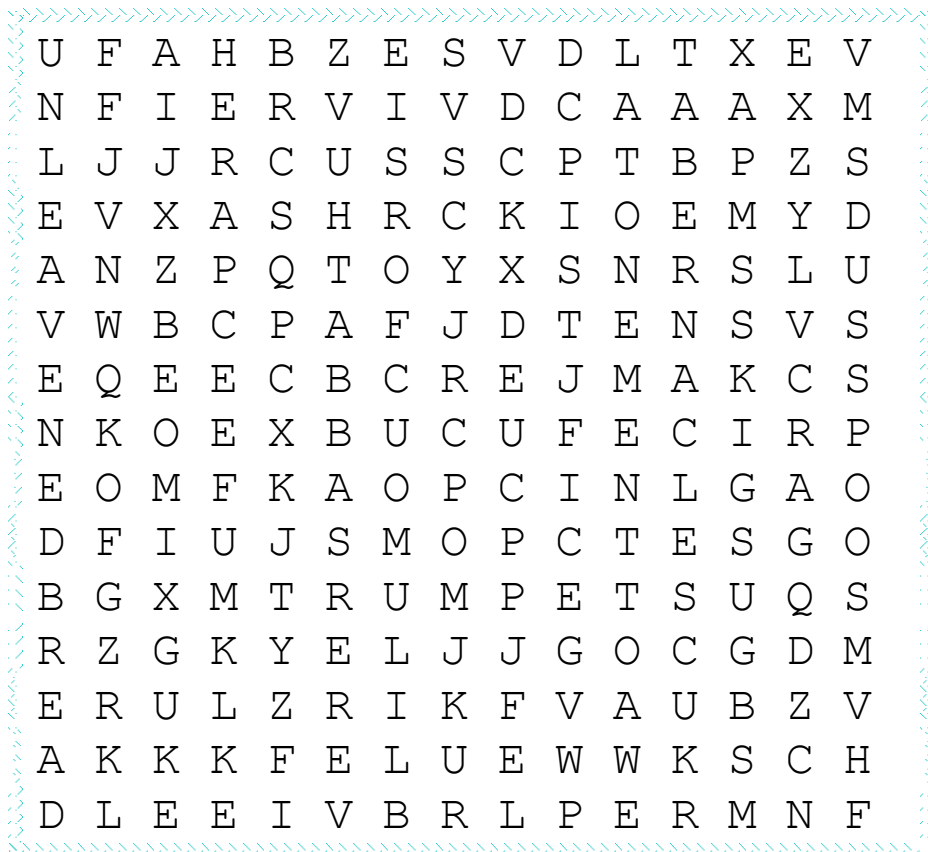 U F A H B Z E S V D L T X E V
N F I E R V I V D C A A A X M
L J J R C U S S C P T B P Z S
E V X A S H R C K I O E M Y D
A N Z P Q T O Y X S N R S L U
V W B C P A F J D T E N S V S
E Q E E C B C R E J M A K C S
N K O E X B U C U F E C I R P
E O M F K A O P C I N L G A O
D F I U J S M O P C T E S G O
B G X M T R U M P E T S U Q S
R Z G K Y E L J J G O C G D M
E R U L Z R I K F V A U B Z V
A K K K F E L U E W W K S C H
D L E E I V B R L P E R M N F